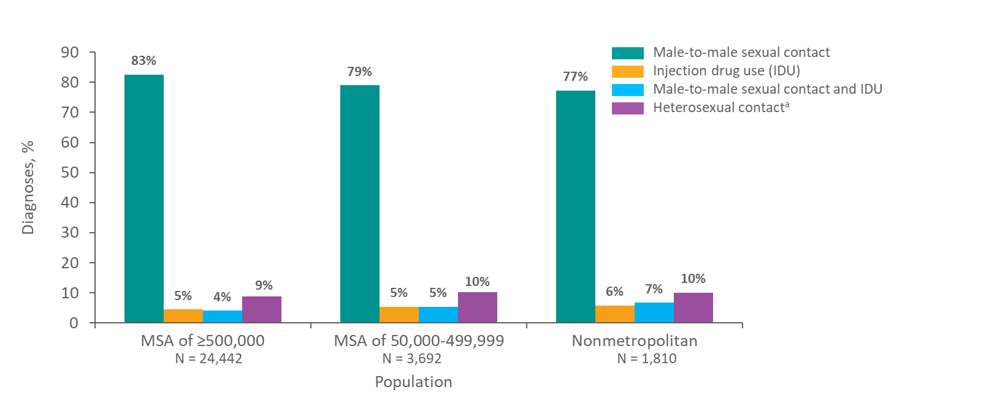 90
80
70
60
50
40
30
20
10
0
Diagnoses, %
83%
5%
4%
9%
79%
5%
5%
10%
77%
6%
7%
10%
Male-to-male sexual contact
Injection drug use (IDU)
Male-to-male sexual contact and IDU
Heterosexual contactᵃ
MSA of ≥500,000
N = 24,442
MSA of 50,000-499,999
N = 3,692
Nonmetropolitan
N = 1,810
Population